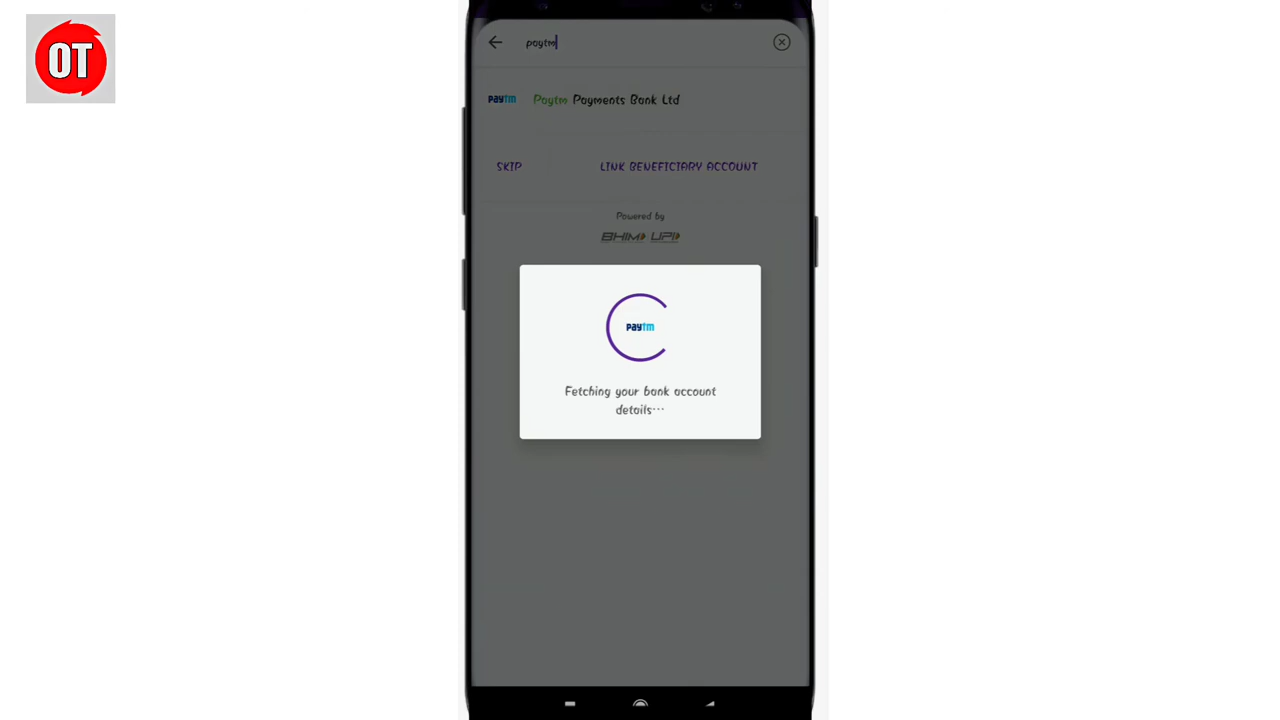 OT
paytm
paytm Paytm Payments Bank Ltd
SKIP LINK BENEFICIARY ACCOUNT
Powered by
BHIM UPI
paytm
Fetching your bank account
details...